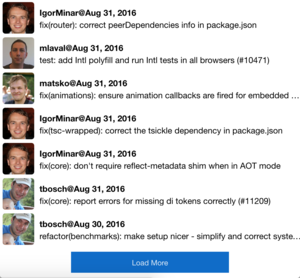 IgorMinar@Aug 31, 2016
fix(router): correct peerDependencies info in package.json
mlaval@Aug 31, 2016
test: add Intl polyfill and run Intl tests in all browsers (#10471)
matsko@Aug 31, 2016
fix(animations): ensure animation callbacks are fired for embedded ...
IgorMinar@Aug 31, 2016
fix(tsc-wrapped): correct the tsickle dependency in package.json
IgorMinar@Aug 31, 2016
fix(core): don't require reflect-metadata shim when in AOT mode
tbosch@Aug 31, 2016
fix(core): report errors for missing di tokens correctly (#11209)
tbosch@Aug 30, 2016
refactor(benchmarks): make setup nicer - simplify and correct syste...
Load More